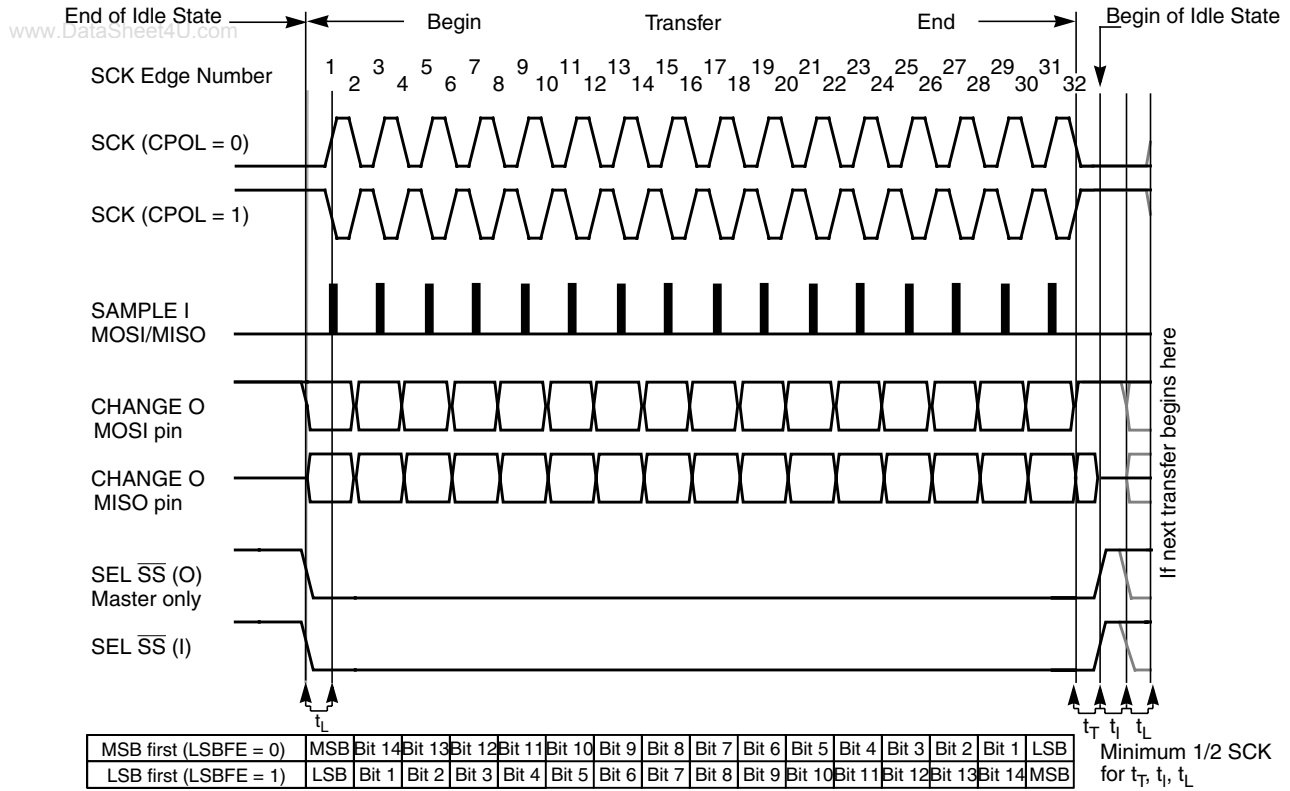 End of Idle State
Begin
Transfer
End
Begin of Idle State
www.DataSheet4U.com
SCK Edge Number
1 2 3 4 5 6 7 8 9 10 11 12 13 14 15 16 17 18 19 20 21 22 23 24 25 26 27 28 29 30 31 32
SCK (CPOL = 0)
SCK (CPOL = 1)
SAMPLE I
MOSI/MISO
CHANGE O
MOSI pin
CHANGE O
MISO pin
SEL S̅S̅ (O)
Master only
SEL S̅S̅ (I)
If next transfer begins here
tL
tT tI tL
MSB first (LSBFE = 0) MSB Bit 14 Bit 13 Bit 12 Bit 11 Bit 10 Bit 9 Bit 8 Bit 7 Bit 6 Bit 5 Bit 4 Bit 3 Bit 2 Bit 1 LSB
LSB first (LSBFE = 1) LSB Bit 1 Bit 2 Bit 3 Bit 4 Bit 5 Bit 6 Bit 7 Bit 8 Bit 9 Bit 10 Bit 11 Bit 12 Bit 13 Bit 14 MSB
Minimum 1/2 SCK
for tT, tI, tL